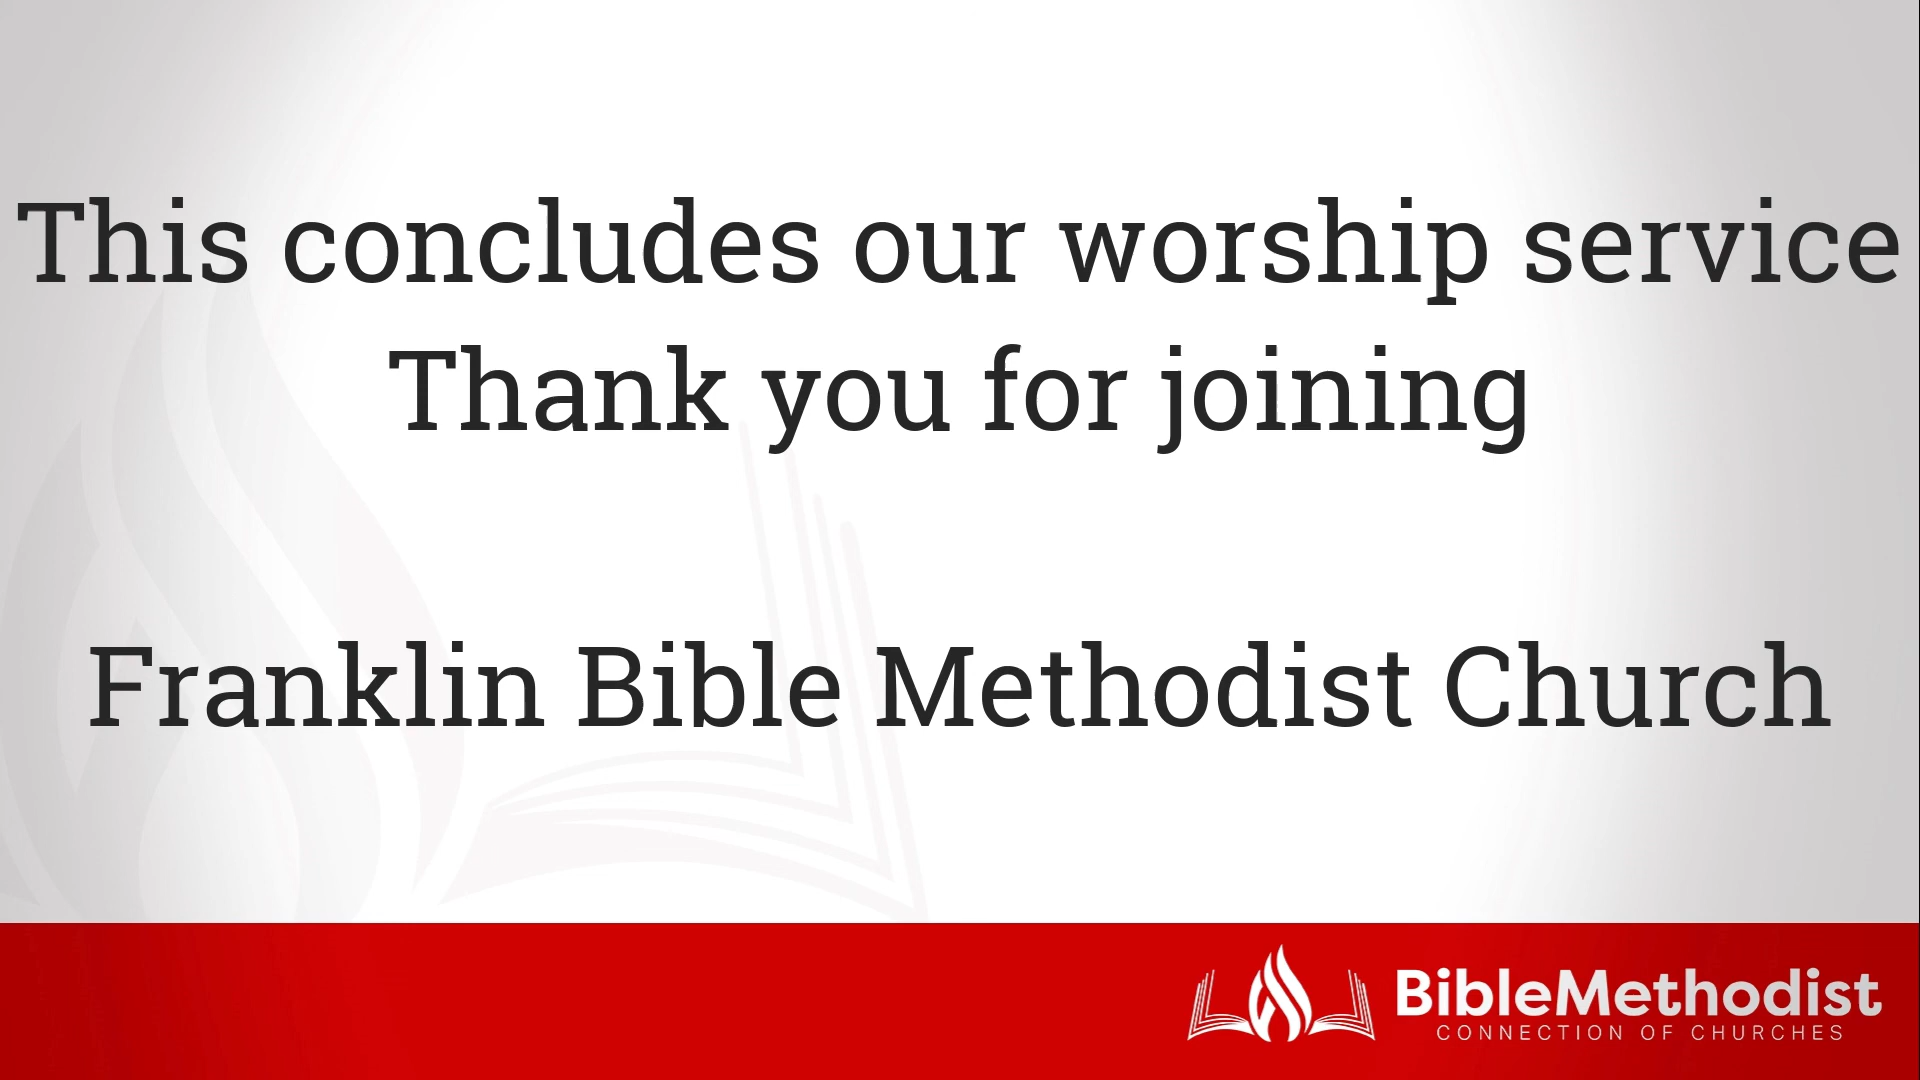 This concludes our worship service
Thank you for joining
Franklin Bible Methodist Church
BibleMethodist
CONNECTION OF CHURCHES